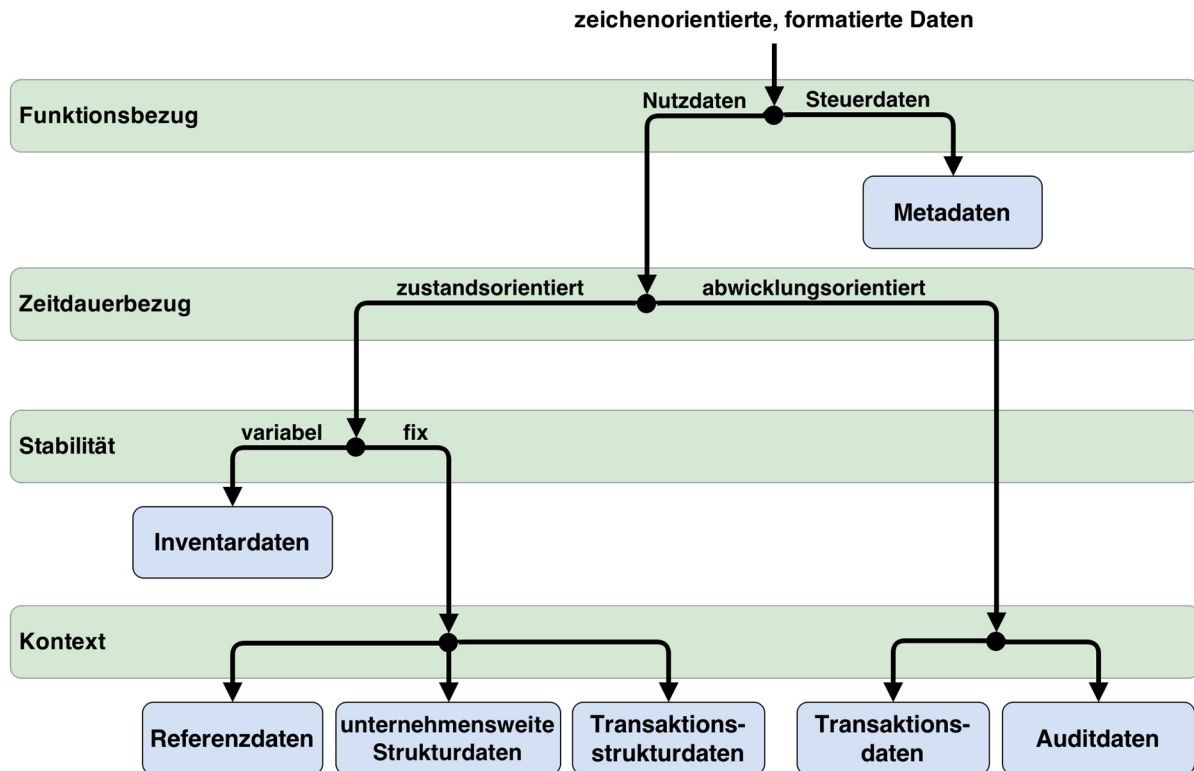 zeichenorientierte, formatierte Daten
Nutzdaten
Steuerdaten
Funktionsbezug
Metadaten
zustandsorientiert
abwicklungsorientiert
Zeitdauerbezug
variabel
fix
Stabilität
Inventardaten
Kontext
Referenzdaten
unternehmensweite
Strukturdaten
Transaktions-
strukturdaten
Transaktions-
daten
Auditdaten